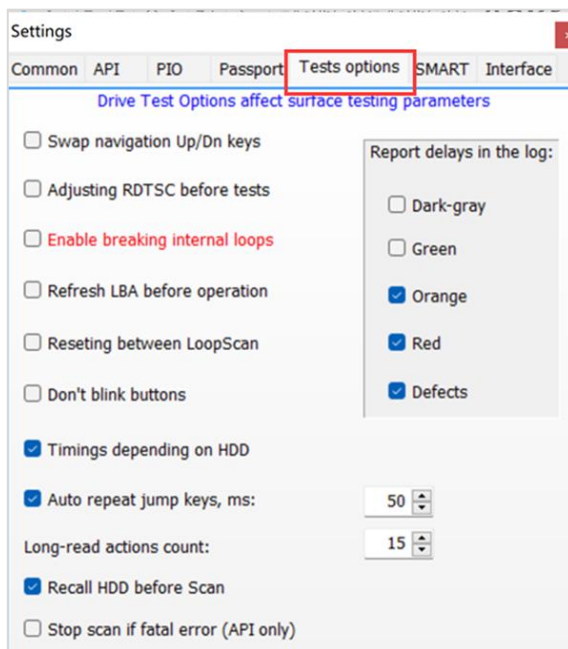 Settings
Common API PIO Passport Tests options SMART Interface
Drive Test Options affect surface testing parameters
Swap navigation Up/Dn keys
Adjusting RDTSC before tests
Enable breaking internal loops
Refresh LBA before operation
Reseting between LoopScan
Don't blink buttons
Report delays in the log:
Dark-gray
Green
Orange
Red
Defects
Timings depending on HDD
Auto repeat jump keys, ms: 50
Long-read actions count: 15
Recall HDD before Scan
Stop scan if fatal error (API only)